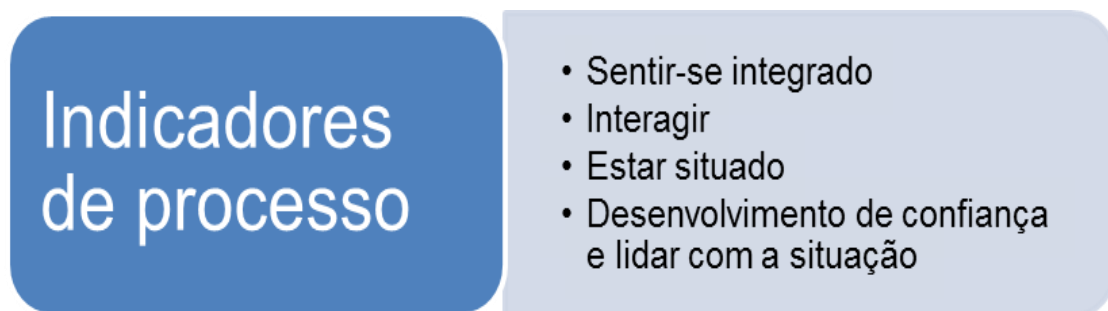 Indicadores
de processo
• Sentir-se integrado
• Interagir
• Estar situado
• Desenvolvimento de confiança
e lidar com a situação